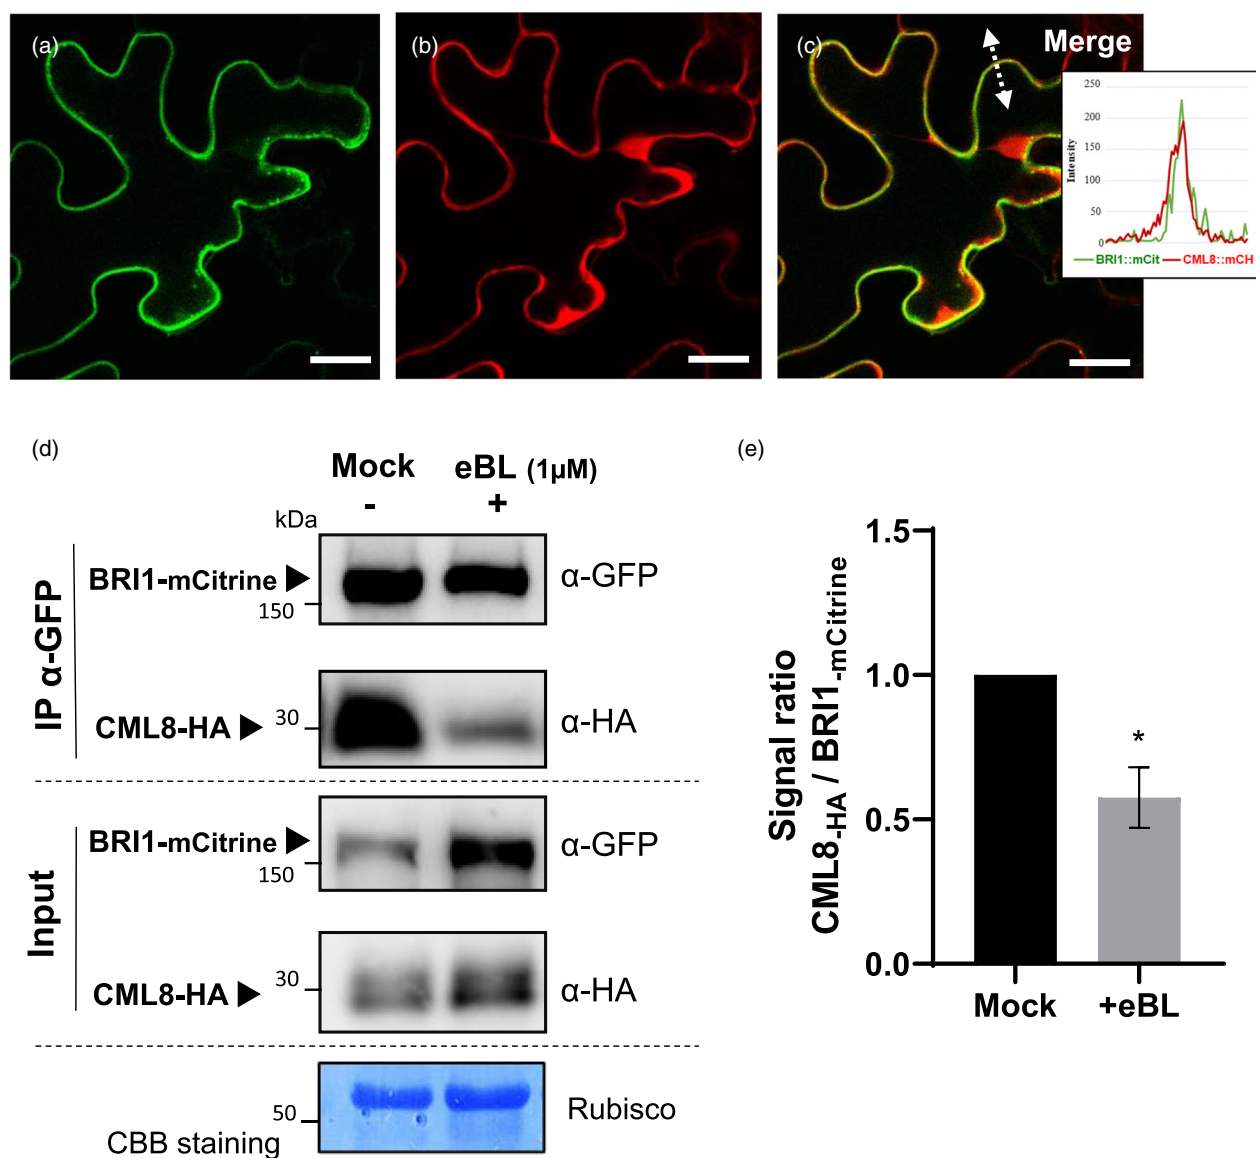 (a)
(b)
(c)
Merge
250
200
150
100
50
0
Intensity
BRI1::mCit
CML8::mCH
(d)
Mock
eBL (1µM)
-
+
kDa
IP α-GFP
BRI1-mCitrine
150
α-GFP
CML8-HA
30
α-HA
Input
BRI1-mCitrine
150
α-GFP
CML8-HA
30
α-HA
50
CBB staining
Rubisco
(e)
Signal ratio
CML8-HA / BRI1-mCitrine
1.5
1.0
0.5
0.0
*
Mock
+eBL